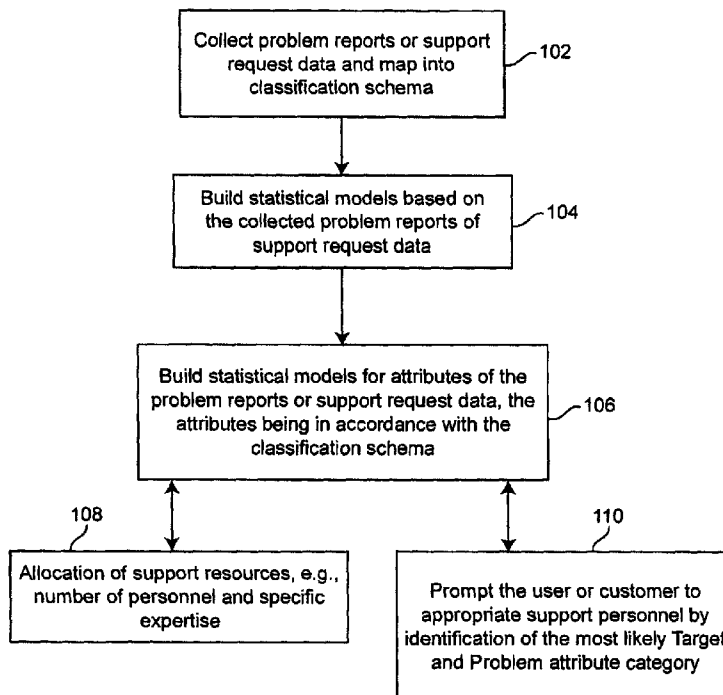 Collect problem reports or support
request data and map into
classification schema
102
Build statistical models based on
the collected problem reports of
support request data
104
Build statistical models for attributes of the
problem reports or support request data, the
attributes being in accordance with the
classification schema
106
108
Allocation of support resources, e.g.,
number of personnel and specific
expertise
110
Prompt the user or customer to
appropriate support personnel by
identification of the most likely Target
and Problem attribute category